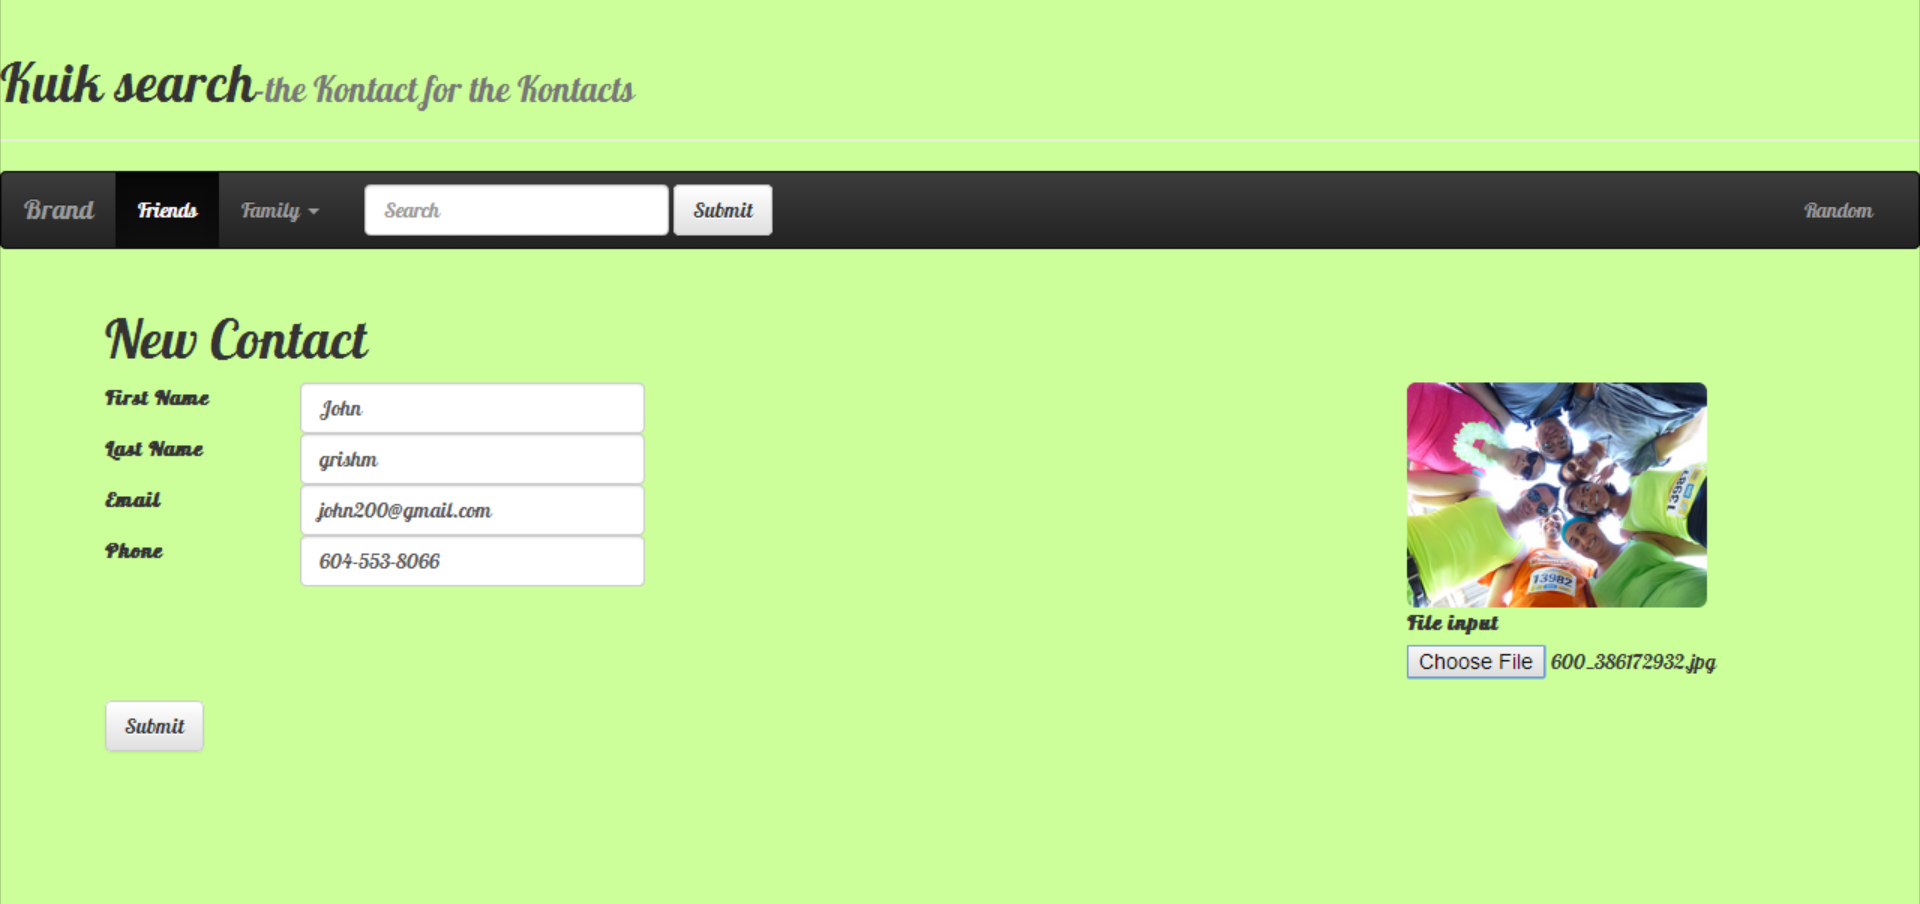 Kuik search-the Kontact for the Kontacts
Brand Friends Family Search Submit Random
New Contact
First Name John
Last Name grishm
Email john200@gmail.com
Phone 604-553-8066
13981
13982
File input
Choose File 600_386172932.jpg
Submit